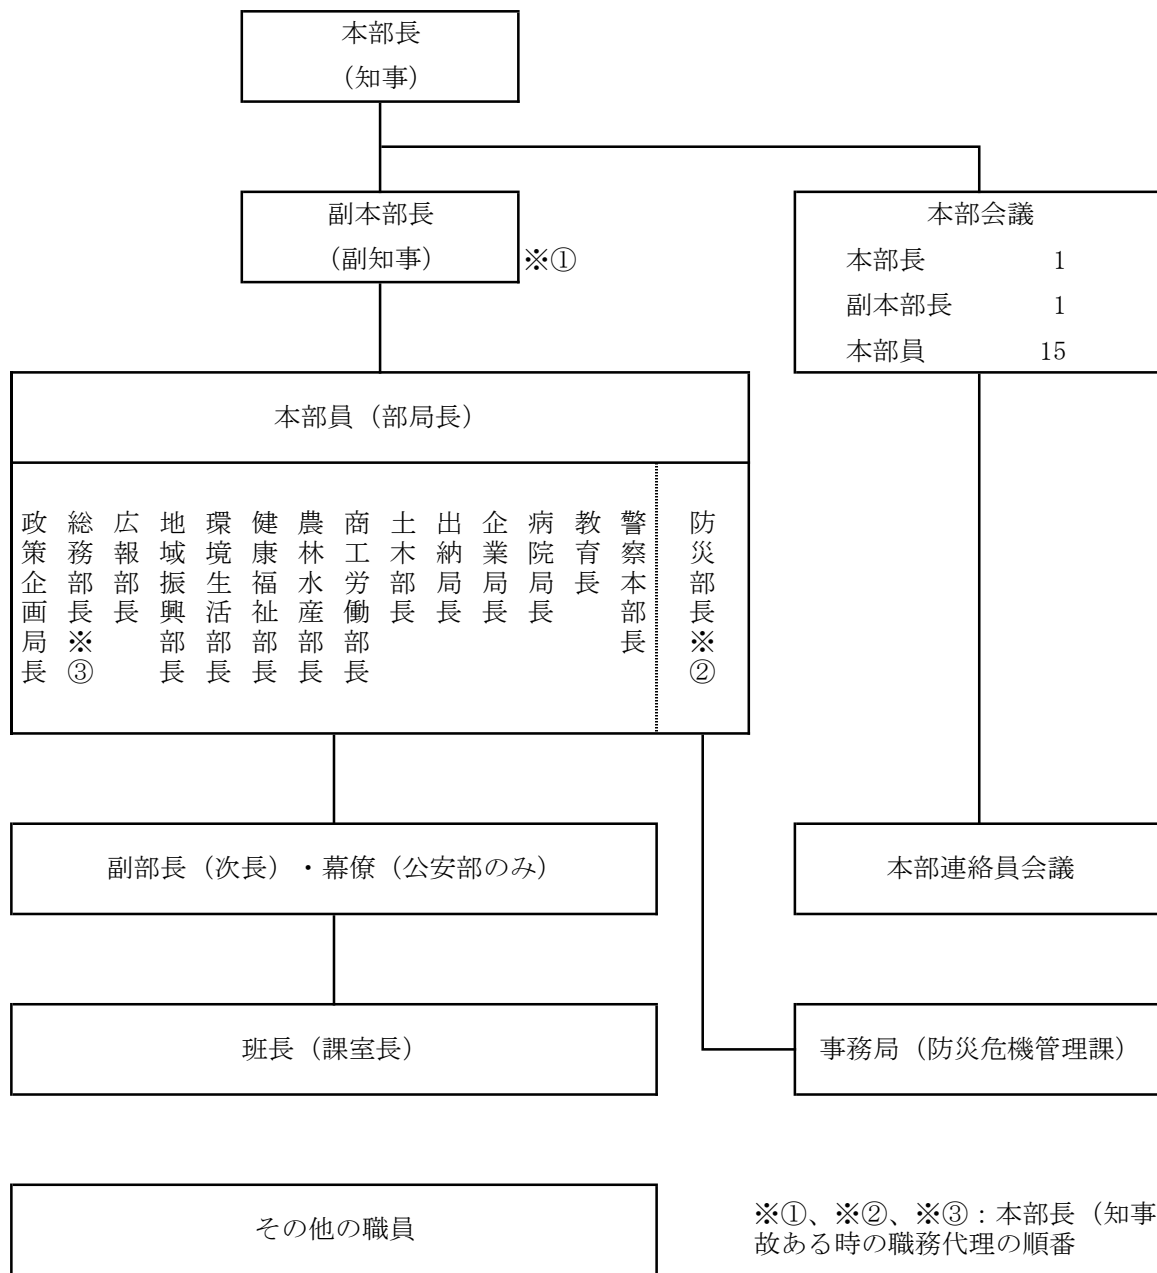 本部長
(知事)
副本部長
(副知事)
※①
本部会議
本部長 1
副本部長 1
本部員 15
本部員(部局長)
政策企画局長
総務部長※③
広報部長
地域振興部長
環境生活部長
健康福祉部長
農林水産部長
商工労働部長
土木部長
出納局長
企業局長
病院局長
教育長
警察本部長
防災部長※②
副部長(次長)・幕僚(公安部のみ)
本部連絡員会議
班長(課室長)
事務局(防災危機管理課)
その他の職員
※①、※②、※③:本部長(知事
故ある時の職務代理の順番